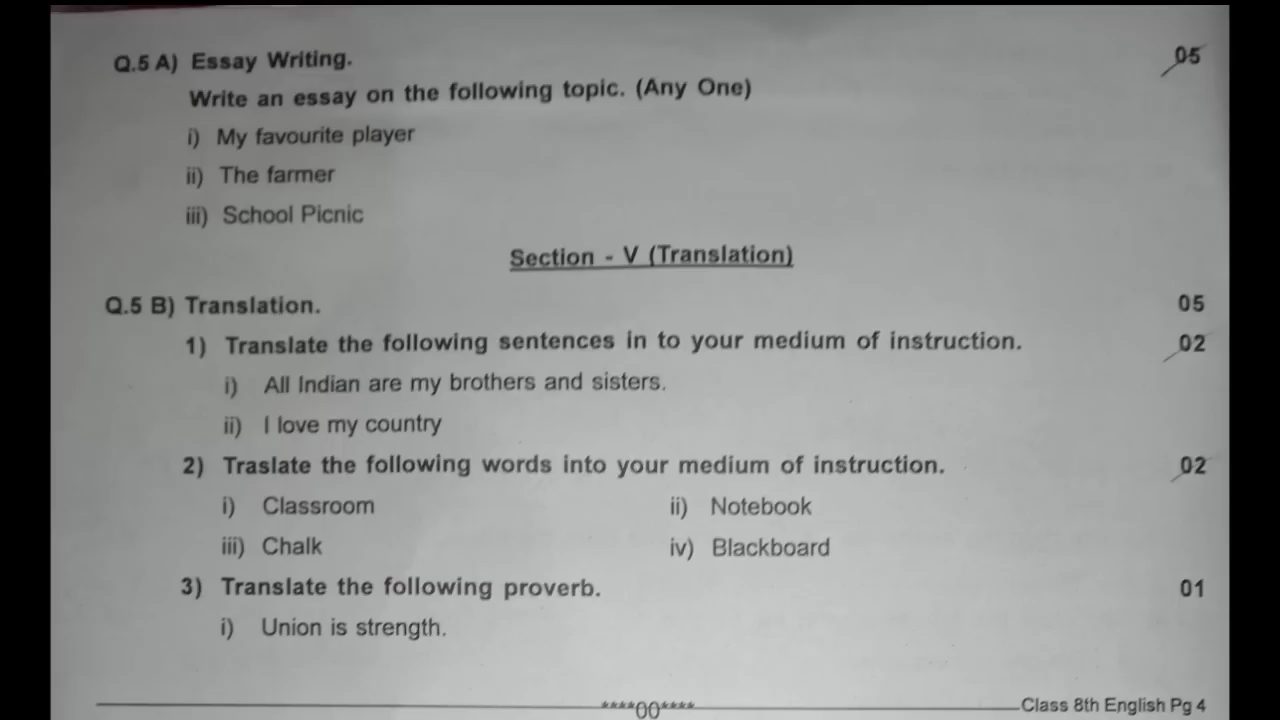 Q.5 A) Essay Writing. 05
Write an essay on the following topic. (Any One)
i) My favourite player
ii) The farmer
iii) School Picnic
Section - V (Translation)
Q.5 B) Translation. 05
1) Translate the following sentences in to your medium of instruction. 02
i) All Indian are my brothers and sisters.
ii) I love my country
2) Traslate the following words into your medium of instruction. 02
i) Classroom ii) Notebook
iii) Chalk iv) Blackboard
3) Translate the following proverb. 01
i) Union is strength.
****00**** Class 8th English Pg 4